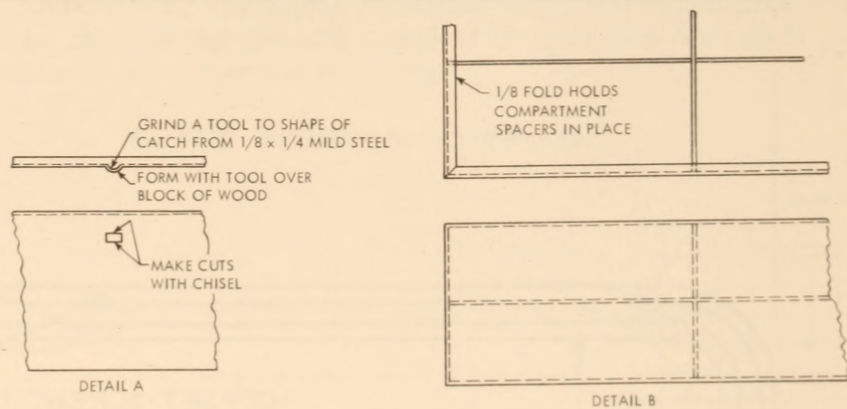 GRIND A TOOL TO SHAPE OF
CATCH FROM 1/8 x 1/4 MILD STEEL
FORM WITH TOOL OVER
BLOCK OF WOOD
MAKE CUTS
WITH CHISEL
DETAIL A
1/8 FOLD HOLDS
COMPARTMENT
SPACERS IN PLACE
DETAIL B